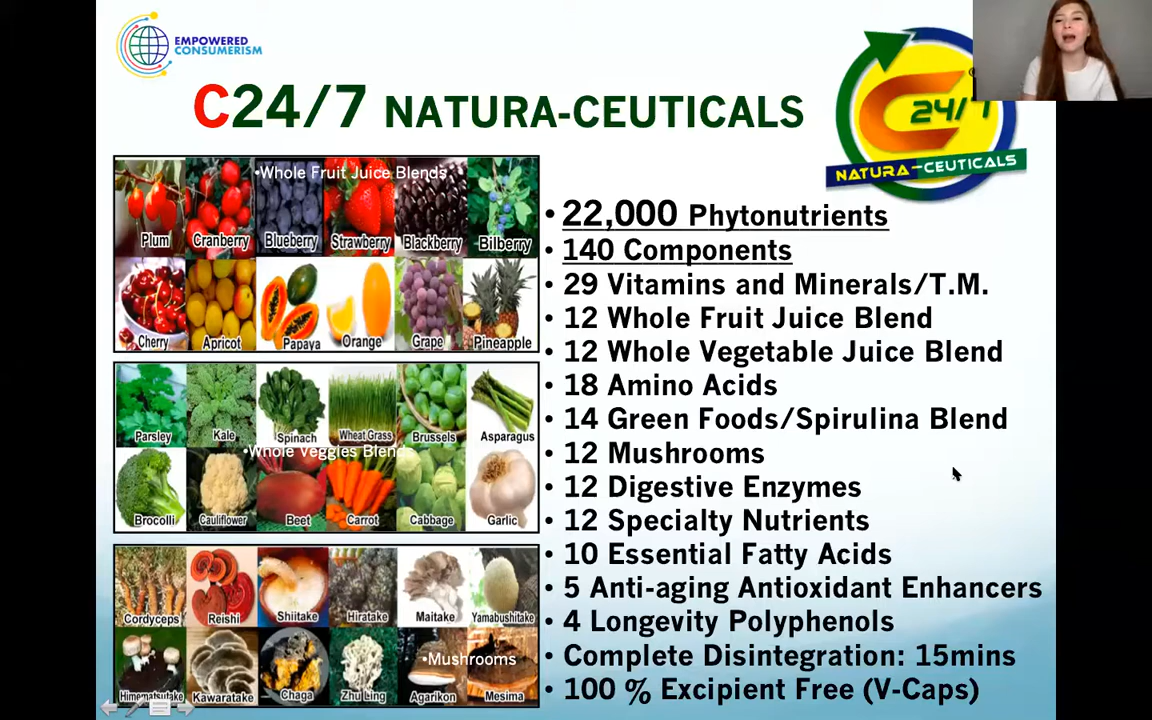 EMPOWERED
CONSUMERISM
C24/7 NATURA-CEUTICALS
C 24/7
NATURA-CEUTICALS
•Whole Fruit Juice Blends
Plum Cranberry Blueberry Strawberry Blackberry Bilberry
Cherry Apricot Papaya Orange Grape Pineapple
Parsley Kale Spinach Wheat Grass Brussels Asparagus
•Whole Veggies Blends
Brocolli Cauliflower Beet Carrot Cabbage Garlic
Cordyceps Reishi Shiitake Hiratake Maitake Yamabushitake
•Mushrooms
Himematsutake Kawaratake Chaga Zhu Ling Agarikon Mesima
• 22,000 Phytonutrients
• 140 Components
• 29 Vitamins and Minerals/T.M.
• 12 Whole Fruit Juice Blend
• 12 Whole Vegetable Juice Blend
• 18 Amino Acids
• 14 Green Foods/Spirulina Blend
• 12 Mushrooms
• 12 Digestive Enzymes
• 12 Specialty Nutrients
• 10 Essential Fatty Acids
• 5 Anti-aging Antioxidant Enhancers
• 4 Longevity Polyphenols
• Complete Disintegration: 15mins
• 100 % Excipient Free (V-Caps)